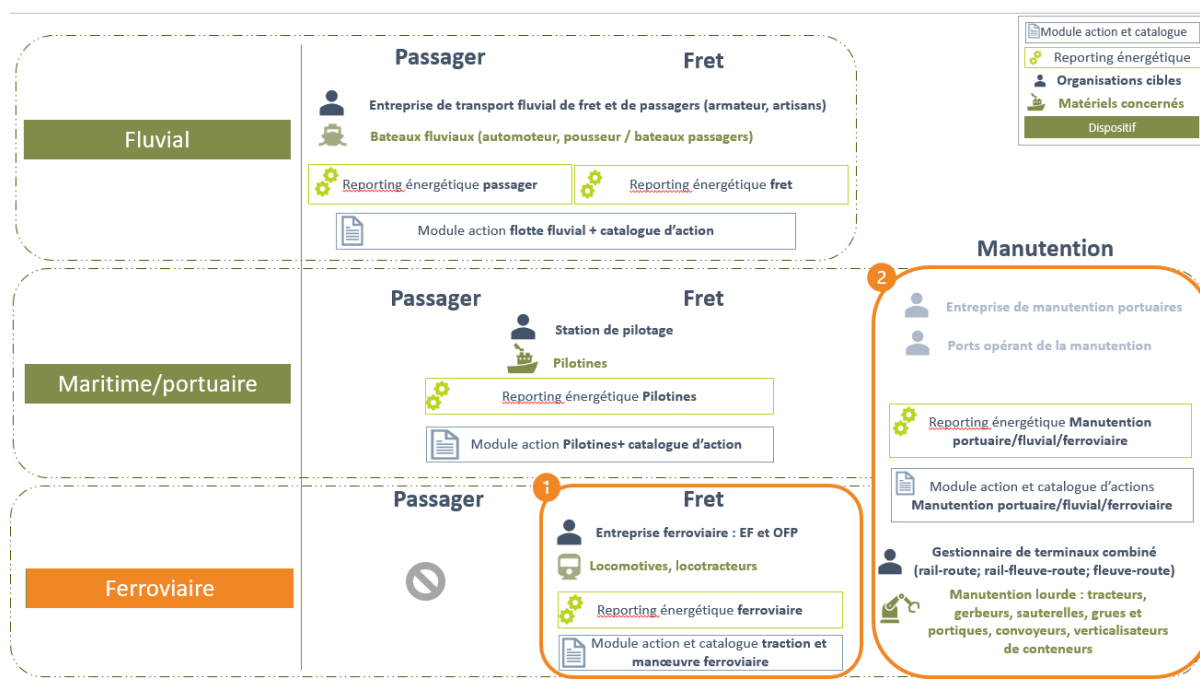 Module action et catalogue
Reporting énergétique
Organisations cibles
Matériels concernés
Dispositif
Passager
Fret
Fluvial
Entreprise de transport fluvial de fret et de passagers (armateur, artisans)
Bateaux fluviaux (automoteur, pousseur / bateaux passagers)
Reporting énergétique passager
Reporting énergétique fret
Module action flotte fluvial + catalogue d'action
Manutention
Maritime/portuaire
Passager
Fret
Station de pilotage
Pilotines
Reporting énergétique Pilotines
Module action Pilotines+ catalogue d'action
2
Entreprise de manutention portuaires
Ports opérant de la manutention
Reporting énergétique Manutention
portuaire/fluvial/ferroviaire
Module action et catalogue d'actions
Manutention portuaire/fluvial/ferroviaire
Gestionnaire de terminaux combiné
(rail-route; rail-fleuve-route; fleuve-route)
Manutention lourde : tracteurs,
gerbeurs, sauterelles, grues et
portiques, convoyeurs, verticalisateurs
de conteneurs
Ferroviaire
Passager
1
Fret
Entreprise ferroviaire : EF et OFP
Locomotives, locotracteurs
Reporting énergétique ferroviaire
Module action et catalogue traction et
manœuvre ferroviaire